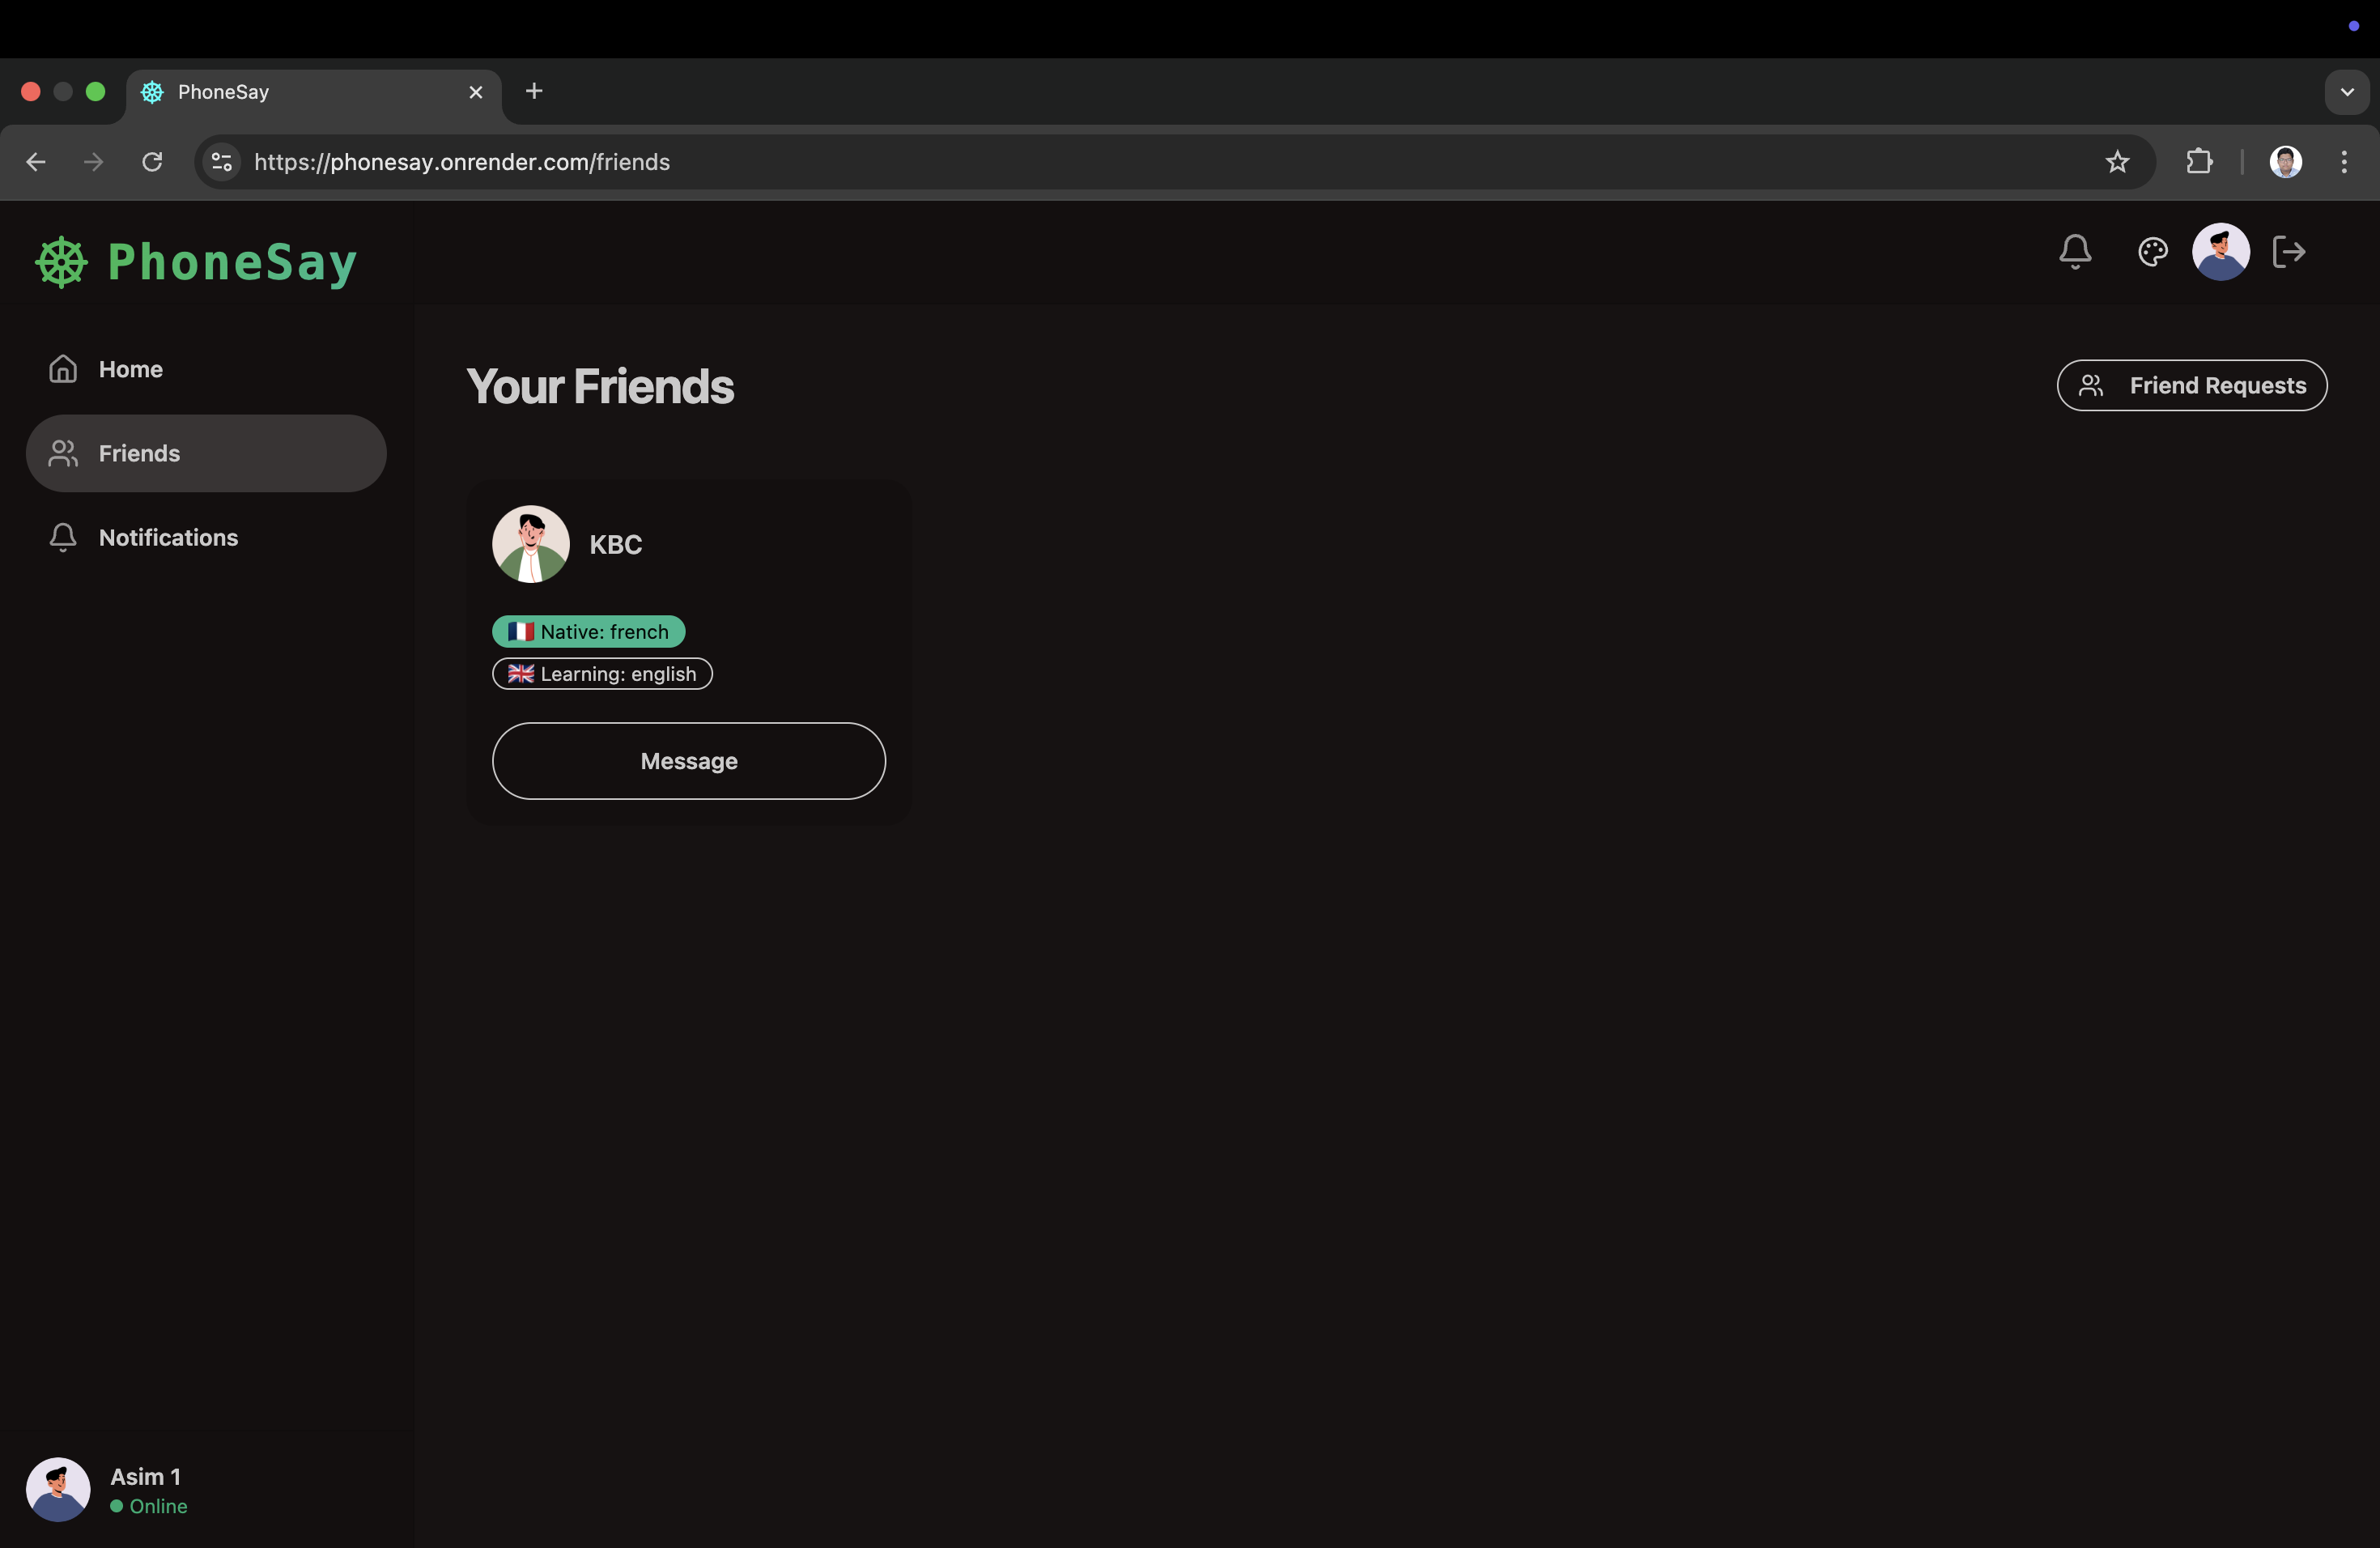 PhoneSay
https://phonesay.onrender.com/friends
PhoneSay
Home
Friends
Notifications
Your Friends
Friend Requests
KBC
🇫🇷 Native: french
🇬🇧 Learning: english
Message
Asim 1
Online